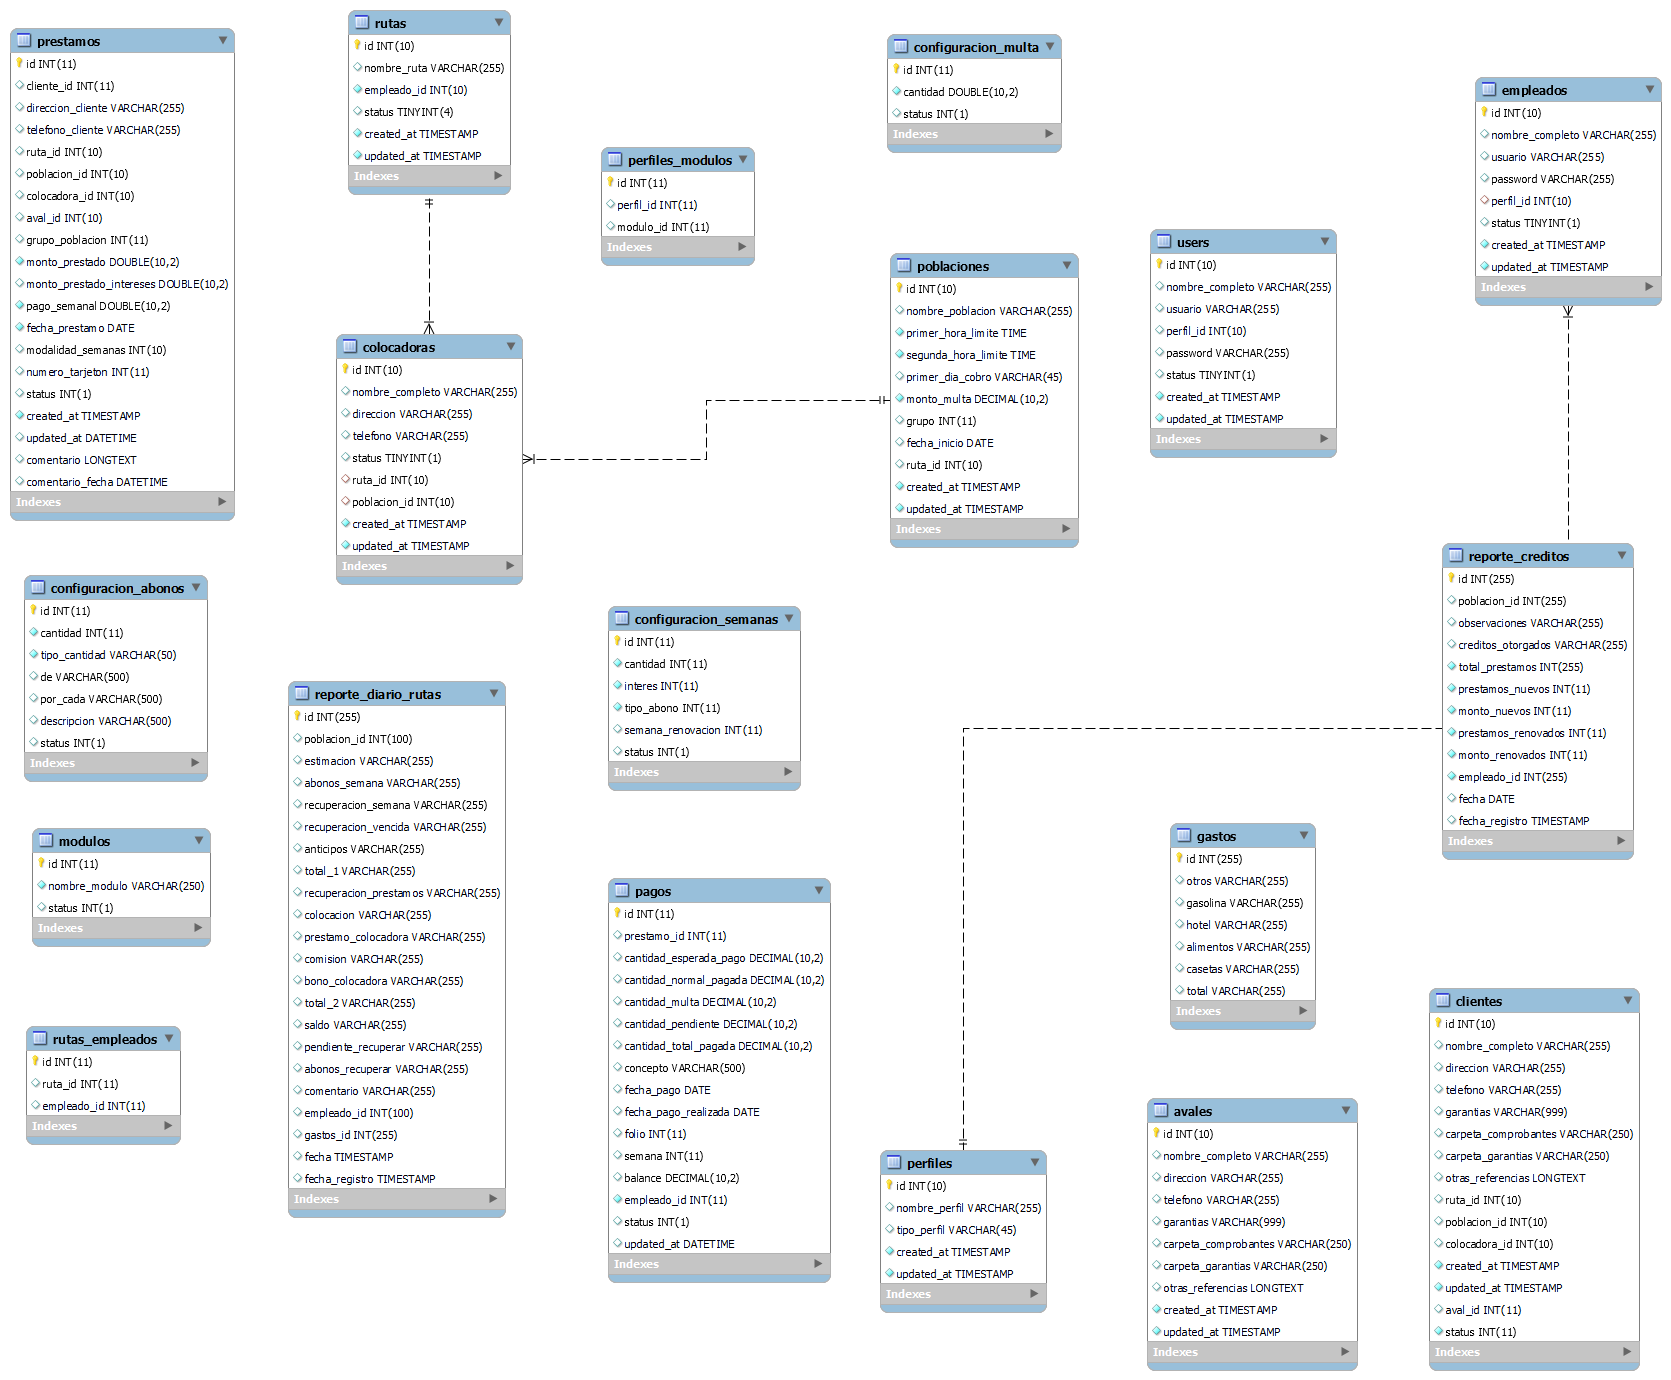 prestamos
id INT(11)
cliente_id INT(11)
direccion_cliente VARCHAR(255)
telefono_cliente VARCHAR(255)
ruta_id INT(10)
poblacion_id INT(10)
colocadora_id INT(10)
aval_id INT(10)
grupo_poblacion INT(11)
monto_prestado DOUBLE(10,2)
monto_prestado_intereses DOUBLE(10,2)
pago_semanal DOUBLE(10,2)
fecha_prestamo DATE
modalidad_semanas INT(10)
numero_tarjeton INT(11)
status INT(1)
created_at TIMESTAMP
updated_at DATETIME
comentario LONGTEXT
comentario_fecha DATETIME
Indexes
rutas
id INT(10)
nombre_ruta VARCHAR(255)
empleado_id INT(10)
status TINYINT(4)
created_at TIMESTAMP
updated_at TIMESTAMP
Indexes
perfiles_modulos
id INT(11)
perfil_id INT(11)
modulo_id INT(11)
Indexes
configuracion_multa
id INT(11)
cantidad DOUBLE(10,2)
status INT(1)
Indexes
empleados
id INT(10)
nombre_completo VARCHAR(255)
usuario VARCHAR(255)
password VARCHAR(255)
perfil_id INT(10)
status TINYINT(1)
created_at TIMESTAMP
updated_at TIMESTAMP
Indexes
users
id INT(10)
nombre_completo VARCHAR(255)
usuario VARCHAR(255)
perfil_id INT(10)
password VARCHAR(255)
status TINYINT(1)
created_at TIMESTAMP
updated_at TIMESTAMP
Indexes
poblaciones
id INT(10)
nombre_poblacion VARCHAR(255)
primer_hora_limite TIME
segunda_hora_limite TIME
primer_dia_cobro VARCHAR(45)
monto_multa DECIMAL(10,2)
grupo INT(11)
fecha_inicio DATE
ruta_id INT(10)
created_at TIMESTAMP
updated_at TIMESTAMP
Indexes
colocadoras
id INT(10)
nombre_completo VARCHAR(255)
direccion VARCHAR(255)
telefono VARCHAR(255)
status TINYINT(1)
ruta_id INT(10)
poblacion_id INT(10)
created_at TIMESTAMP
updated_at TIMESTAMP
Indexes
configuracion_abonos
id INT(11)
cantidad INT(11)
tipo_cantidad VARCHAR(50)
de VARCHAR(500)
por_cada VARCHAR(500)
descripcion VARCHAR(500)
status INT(1)
Indexes
configuracion_semanas
id INT(11)
cantidad INT(11)
interes INT(11)
tipo_abono INT(11)
semana_renovacion INT(11)
status INT(1)
Indexes
reporte_creditos
id INT(255)
poblacion_id INT(255)
observaciones VARCHAR(255)
creditos_otorgados VARCHAR(255)
total_prestamos INT(255)
prestamos_nuevos INT(11)
monto_nuevos INT(11)
prestamos_renovados INT(11)
monto_renovados INT(11)
empleado_id INT(255)
fecha DATE
fecha_registro TIMESTAMP
Indexes
reporte_diario_rutas
id INT(255)
poblacion_id INT(100)
estimacion VARCHAR(255)
abonos_semana VARCHAR(255)
recuperacion_semana VARCHAR(255)
recuperacion_vencida VARCHAR(255)
anticipos VARCHAR(255)
total_1 VARCHAR(255)
recuperacion_prestamos VARCHAR(255)
colocacion VARCHAR(255)
prestamo_colocadora VARCHAR(255)
comision VARCHAR(255)
bono_colocadora VARCHAR(255)
total_2 VARCHAR(255)
saldo VARCHAR(255)
pendiente_recuperar VARCHAR(255)
abonos_recuperar VARCHAR(255)
comentario VARCHAR(255)
empleado_id INT(100)
gastos_id INT(255)
fecha TIMESTAMP
fecha_registro TIMESTAMP
Indexes
modulos
id INT(11)
nombre_modulo VARCHAR(250)
status INT(1)
Indexes
rutas_empleados
id INT(11)
ruta_id INT(11)
empleado_id INT(11)
Indexes
pagos
id INT(11)
prestamo_id INT(11)
cantidad_esperada_pago DECIMAL(10,2)
cantidad_normal_pagada DECIMAL(10,2)
cantidad_multa DECIMAL(10,2)
cantidad_pendiente DECIMAL(10,2)
cantidad_total_pagada DECIMAL(10,2)
concepto VARCHAR(500)
fecha_pago DATE
fecha_pago_realizada DATE
folio INT(11)
semana INT(11)
balance DECIMAL(10,2)
empleado_id INT(11)
status INT(1)
updated_at DATETIME
Indexes
gastos
id INT(255)
otros VARCHAR(255)
gasolina VARCHAR(255)
hotel VARCHAR(255)
alimentos VARCHAR(255)
casetas VARCHAR(255)
total VARCHAR(255)
Indexes
perfiles
id INT(10)
nombre_perfil VARCHAR(255)
tipo_perfil VARCHAR(45)
created_at TIMESTAMP
updated_at TIMESTAMP
Indexes
avales
id INT(10)
nombre_completo VARCHAR(255)
direccion VARCHAR(255)
telefono VARCHAR(255)
garantias VARCHAR(999)
carpeta_comprobantes VARCHAR(250)
carpeta_garantias VARCHAR(250)
otras_referencias LONGTEXT
created_at TIMESTAMP
updated_at TIMESTAMP
Indexes
clientes
id INT(10)
nombre_completo VARCHAR(255)
direccion VARCHAR(255)
telefono VARCHAR(255)
garantias VARCHAR(999)
carpeta_comprobantes VARCHAR(250)
carpeta_garantias VARCHAR(250)
otras_referencias LONGTEXT
ruta_id INT(10)
poblacion_id INT(10)
colocadora_id INT(10)
created_at TIMESTAMP
updated_at TIMESTAMP
aval_id INT(11)
status INT(11)
Indexes